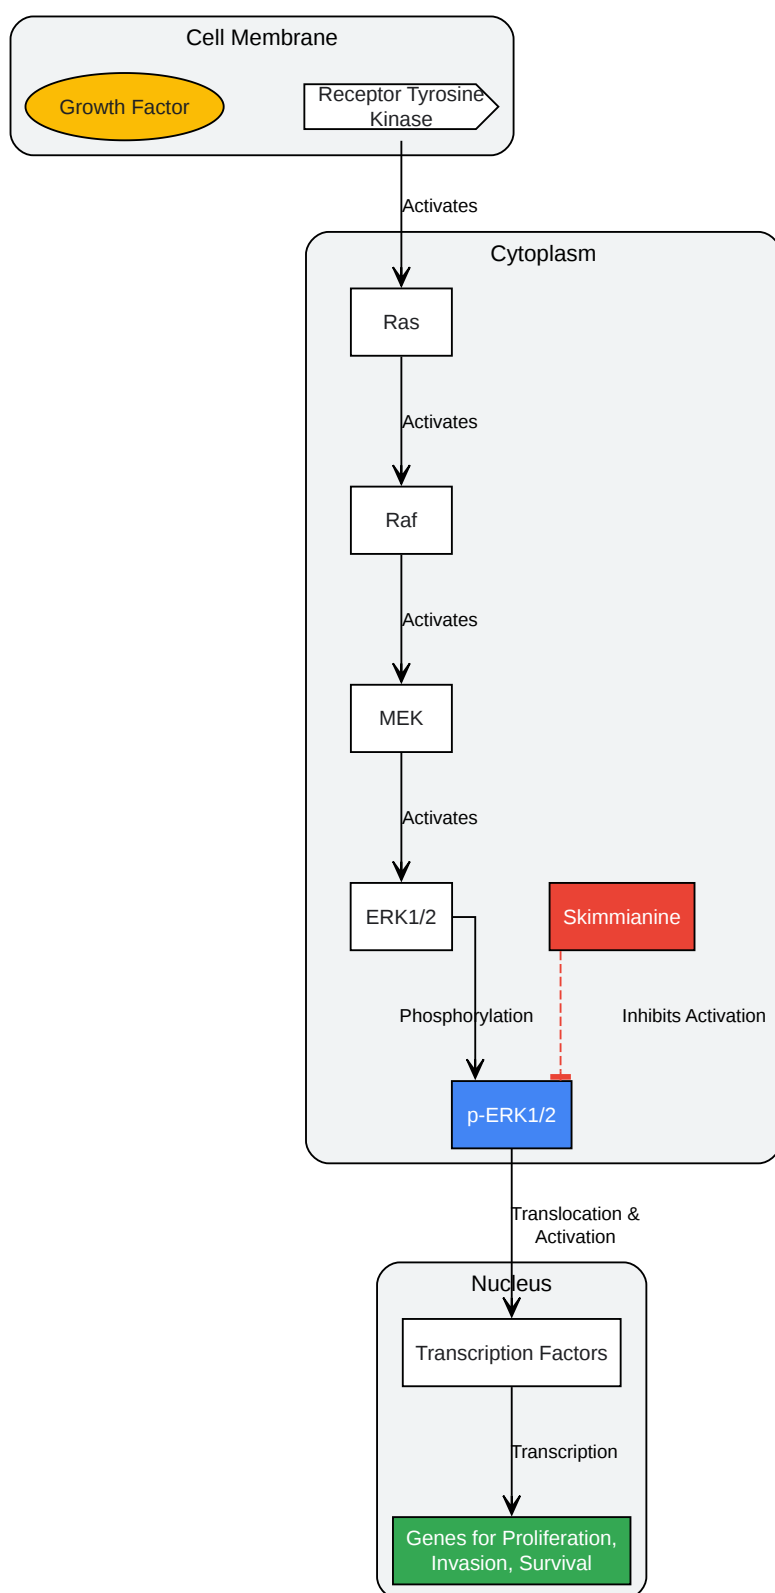 Cell Membrane
Growth Factor
Receptor Tyrosine
Kinase
Activates
Cytoplasm
Ras
Activates
Raf
Activates
MEK
Activates
ERK1/2
Skimmianine
Phosphorylation
Inhibits Activation
p-ERK1/2
Translocation &
Activation
Nucleus
Transcription Factors
Transcription
Genes for Proliferation,
Invasion, Survival